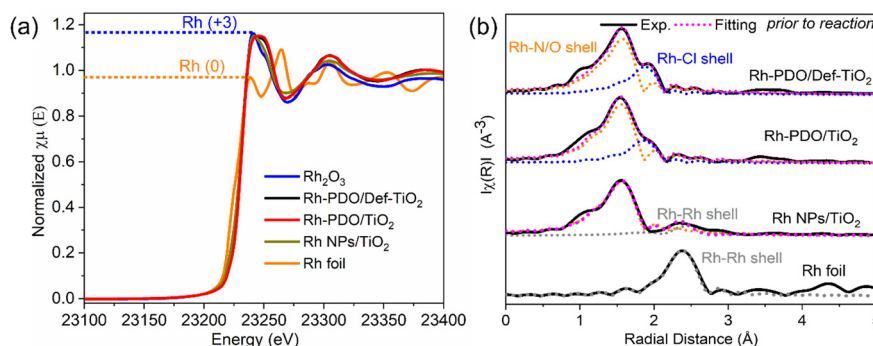 (a)
Normalized χμ (E)
1.2
1.0
0.8
0.6
0.4
0.2
0.0
Rh (+3)
Rh (0)
Rh₂O₃
Rh-PDO/Def-TiO₂
Rh-PDO/TiO₂
Rh NPs/TiO₂
Rh foil
23100 23150 23200 23250 23300 23350 23400
Energy (eV)
(b)
Exp. Fitting prior to reaction
Rh-N/O shell
Rh-Cl shell
Rh-PDO/Def-TiO₂
Rh-PDO/TiO₂
Rh-Rh shell
Rh NPs/TiO₂
Rh-Rh shell
Rh foil
Iχ(R)I (A⁻³)
0 1 2 3 4 5
Radial Distance (Å)